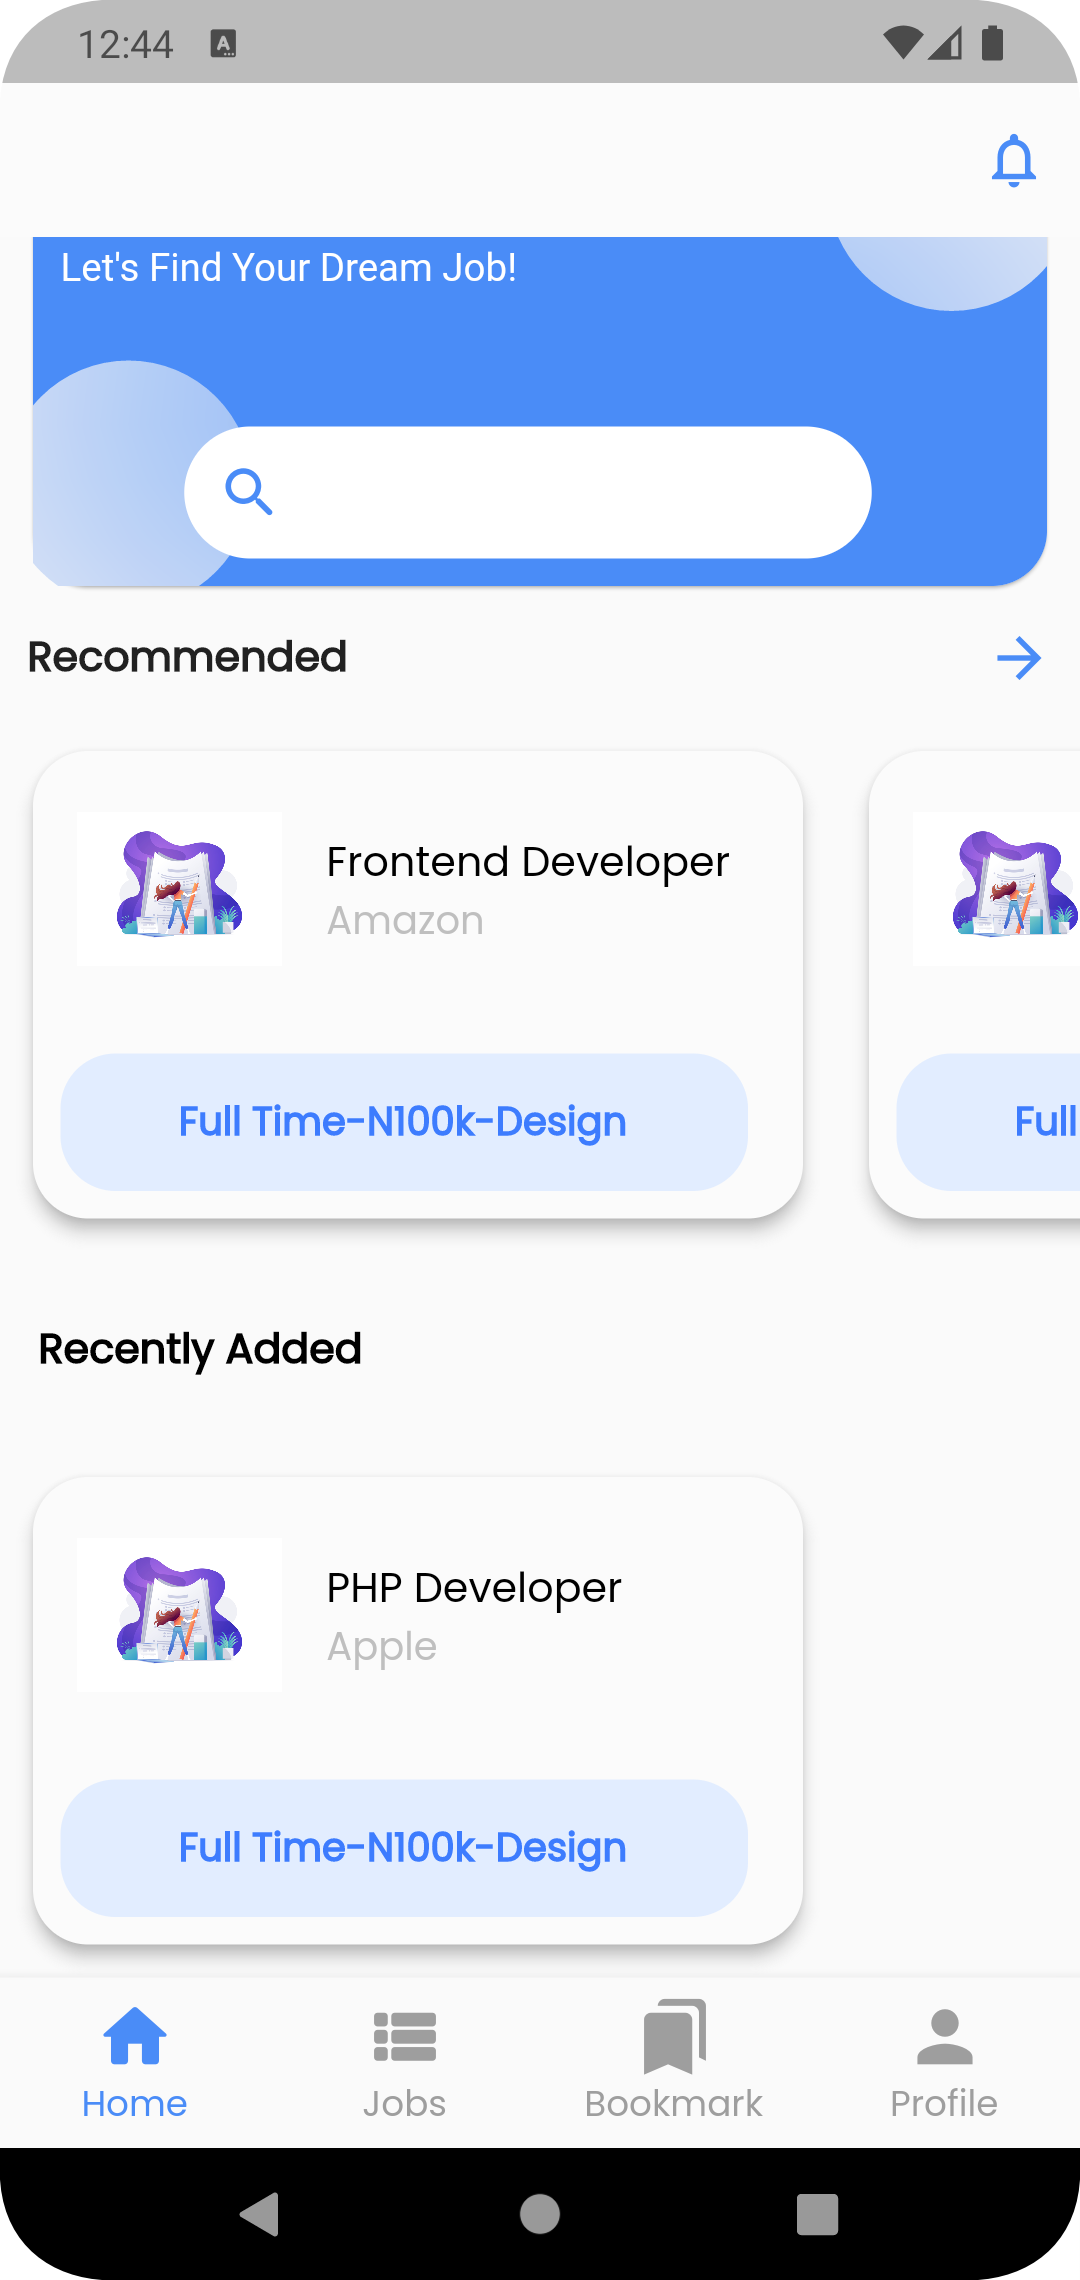 12:44
Let's Find Your Dream Job!
Recommended
Frontend Developer
Amazon
Full Time-N100k-Design
Full
Recently Added
PHP Developer
Apple
Full Time-N100k-Design
Home
Jobs
Bookmark
Profile